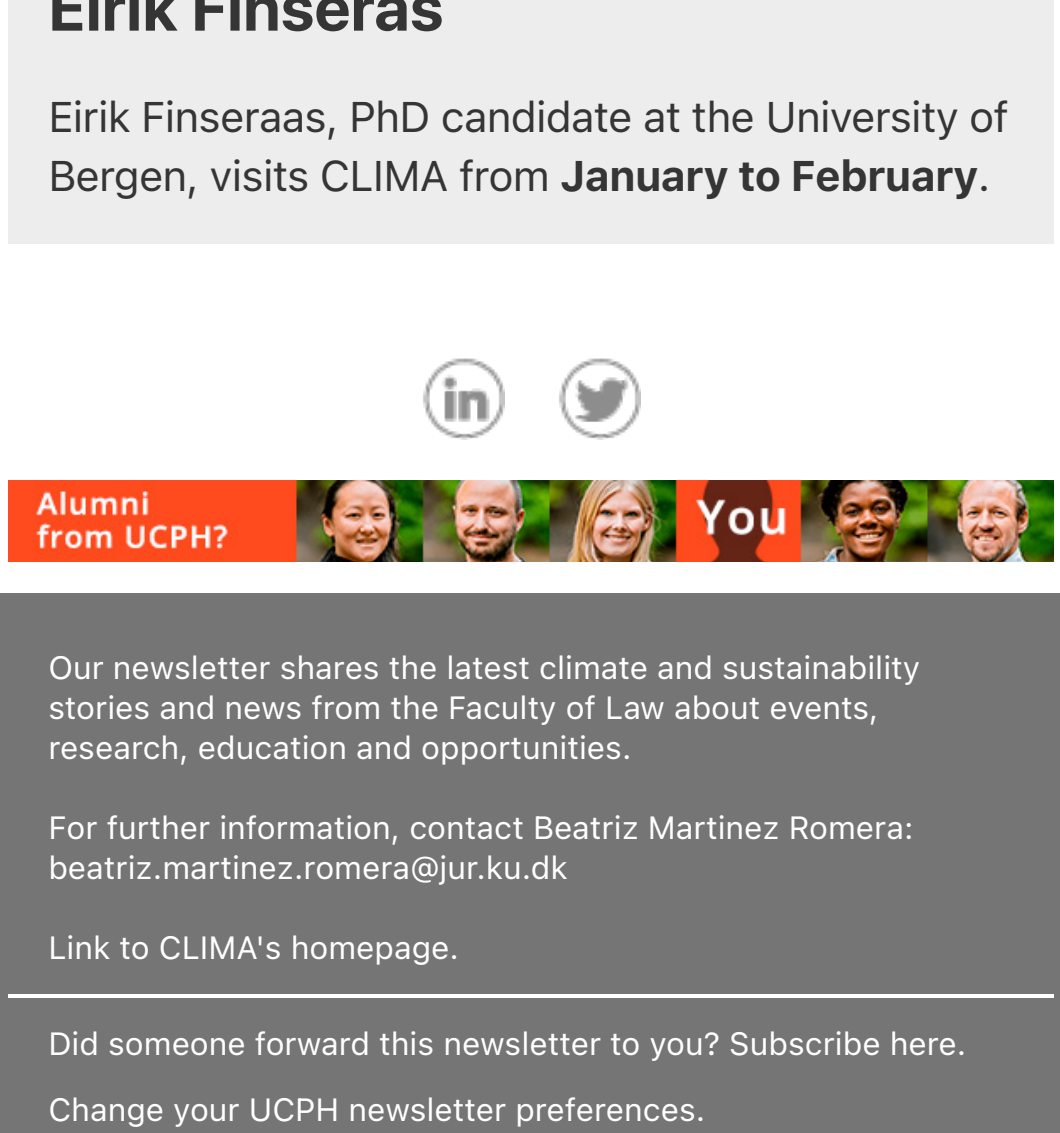 Eirik Finseras
Eirik Finseraas, PhD candidate at the University of
Bergen, visits CLIMA from January to February.
in
Alumni
from UCPH?
You
Our newsletter shares the latest climate and sustainability
stories and news from the Faculty of Law about events,
research, education and opportunities.
For further information, contact Beatriz Martinez Romera:
beatriz.martinez.romera@jur.ku.dk
Link to CLIMA's homepage.
Did someone forward this newsletter to you? Subscribe here.
Change your UCPH newsletter preferences.